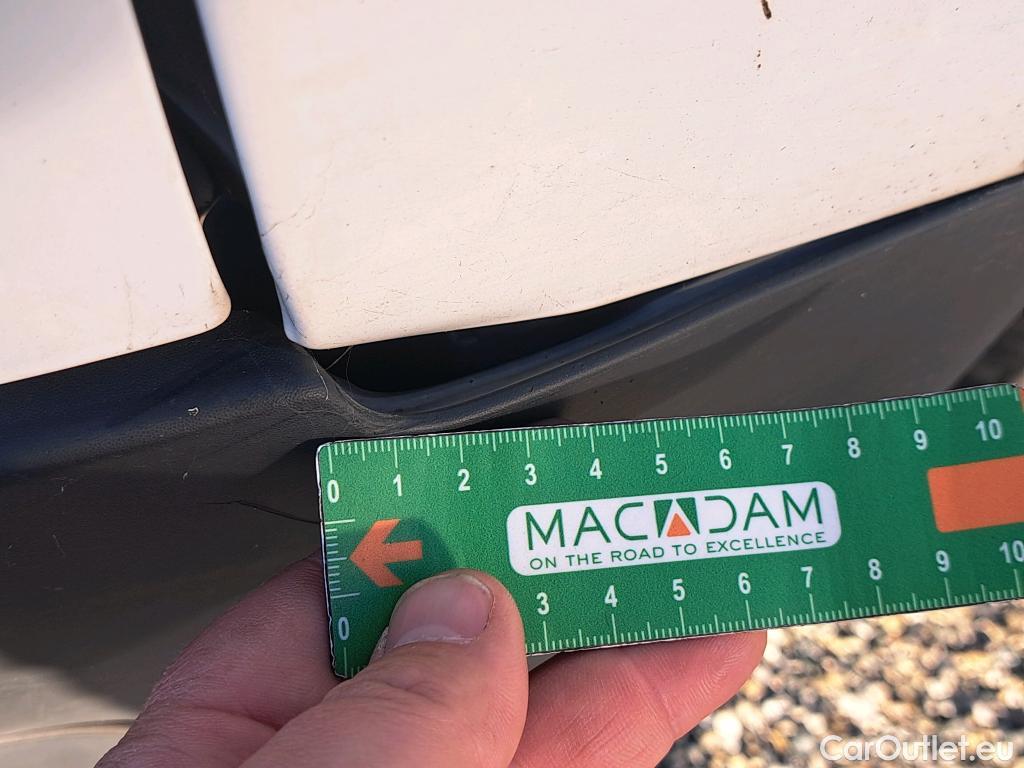 0 1 2 3 4 5 6 7 8 9 10
MACADAM
ON THE ROAD TO EXCELLENCE
0 3 4 5 6 7 8 9 10
CarOutlet.eu